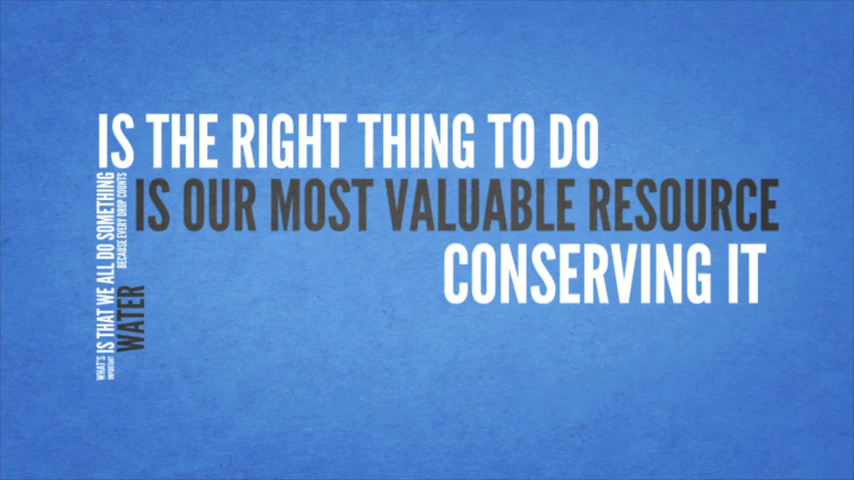 IS THE RIGHT THING TO DO
IS OUR MOST VALUABLE RESOURCE
CONSERVING IT
WHAT'S
IMPORTANT
IS THAT WE ALL DO SOMETHING
BECAUSE EVERY DROP COUNTS
WATER